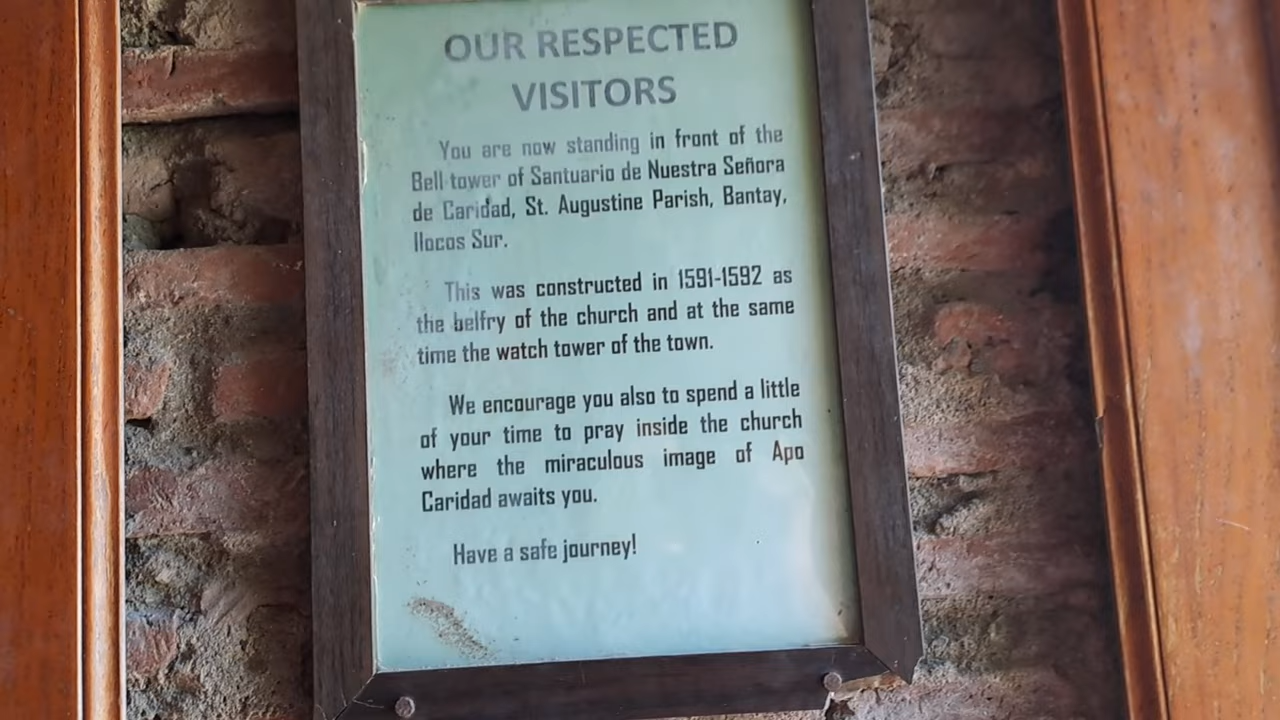 OUR RESPECTED
VISITORS
You are now standing in front of the
Bell tower of Santuario de Nuestra Señora
de Caridad, St. Augustine Parish, Bantay,
Ilocos Sur.
This was constructed in 1591-1592 as
the belfry of the church and at the same
time the watch tower of the town.
We encourage you also to spend a little
of your time to pray inside the church
where the miraculous image of Apo
Caridad awaits you.
Have a safe journey!